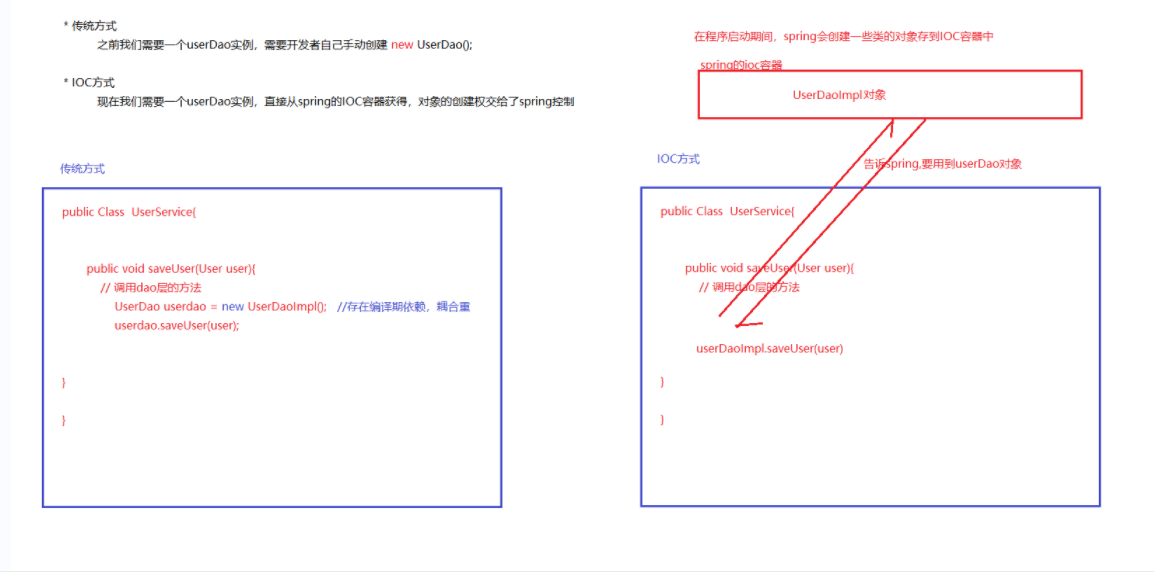 * 传统方式
之前我们需要一个userDao实例，需要开发者自己手动创建 new UserDao();
* IOC方式
现在我们需要一个userDao实例，直接从spring的IOC容器获得，对象的创建权交给了spring控制
传统方式
public Class UserService{
public void saveUser(User user){
// 调用dao层的方法
UserDao userdao = new UserDaoImpl(); //存在编译期依赖，耦合重
userdao.saveUser(user);
}
}
在程序启动期间，spring会创建一些类的对象存到IOC容器中
spring的ioc容器
UserDaoImpl对象
IOC方式
告诉spring,要用到userDao对象
public Class UserService{
public void saveUser(User user){
// 调用dao层的方法
userDaoImpl.saveUser(user)
}
}